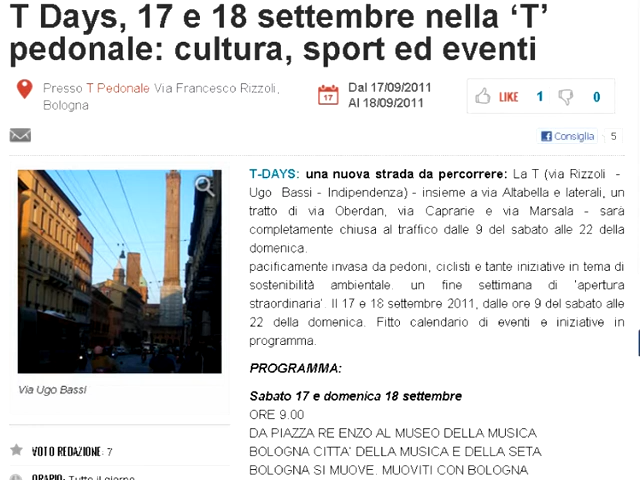 T Days, 17 e 18 settembre nella ‘T’
pedonale: cultura, sport ed eventi
Presso T Pedonale Via Francesco Rizzoli,
Bologna
17
Dal 17/09/2011
Al 18/09/2011
LIKE 1 0
Consiglia 5
T-DAYS: una nuova strada da percorrere: La T (via Rizzoli -
Ugo Bassi - Indipendenza) - insieme a via Altabella e laterali, un
tratto di via Oberdan, via Caprarie e via Marsala - sarà
completamente chiusa al traffico dalle 9 del sabato alle 22 della
domenica.
pacificamente invasa da pedoni, ciclisti e tante iniziative in tema di
sostenibilità ambientale. un fine settimana di 'apertura
straordinaria'. Il 17 e 18 settembre 2011, dalle ore 9 del sabato alle
22 della domenica. Fitto calendario di eventi e iniziative in
programma.
PROGRAMMA:
Sabato 17 e domenica 18 settembre
ORE 9.00
DA PIAZZA RE ENZO AL MUSEO DELLA MUSICA
BOLOGNA CITTA' DELLA MUSICA E DELLA SETA
BOLOGNA SI MUOVE. MUOVITI CON BOLOGNA
Via Ugo Bassi
VOTO REDAZIONE: 7
ORARIO: Tutto il giorno